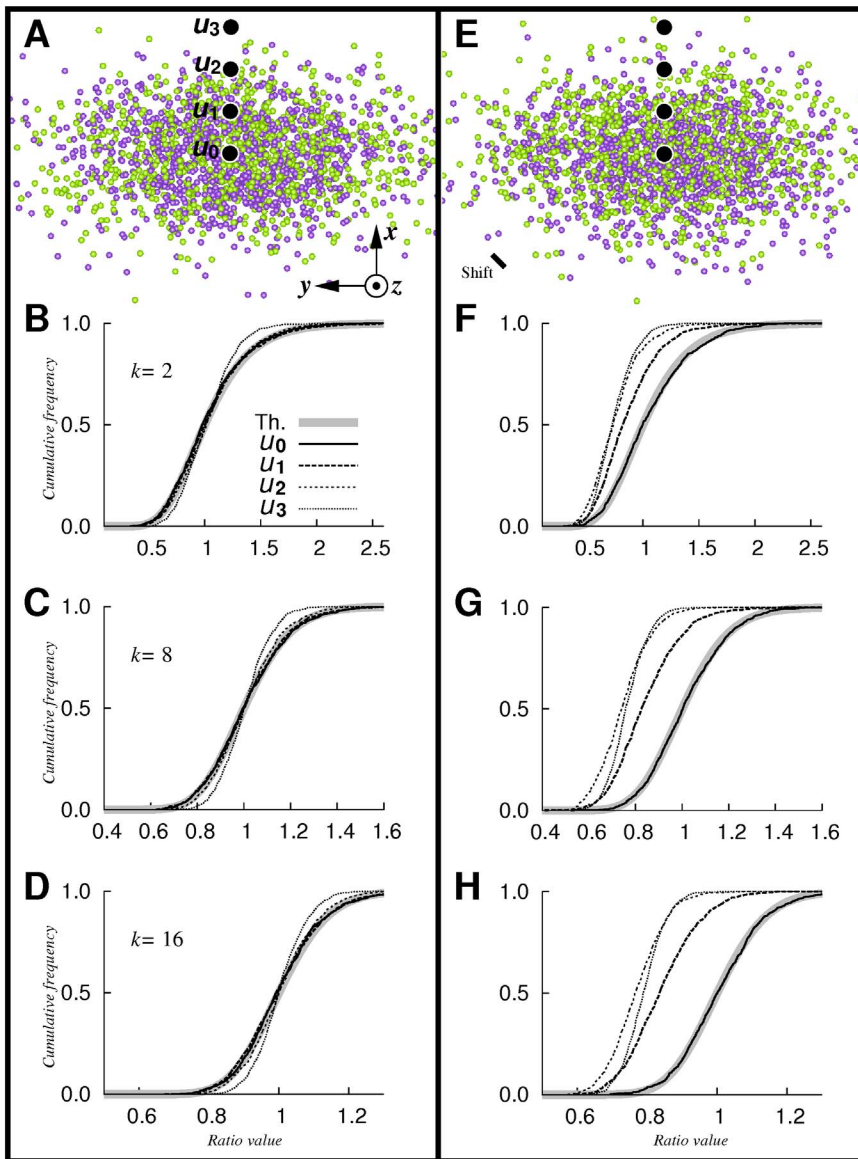 A
u3
u2
u1
u0
x
y
z
E
Shift
B
1.0
0.5
0.0
Cumulative frequency
k= 2
Th.
u0
u1
u2
u3
0.5 1 1.5 2 2.5
F
1.0
0.5
0.0
0.5 1 1.5 2 2.5
C
1.0
0.5
0.0
Cumulative frequency
k= 8
0.4 0.6 0.8 1 1.2 1.4 1.6
G
1.0
0.5
0.0
0.4 0.6 0.8 1 1.2 1.4 1.6
D
1.0
0.5
0.0
Cumulative frequency
k= 16
0.6 0.8 1 1.2
Ratio value
H
1.0
0.5
0.0
0.6 0.8 1 1.2
Ratio value